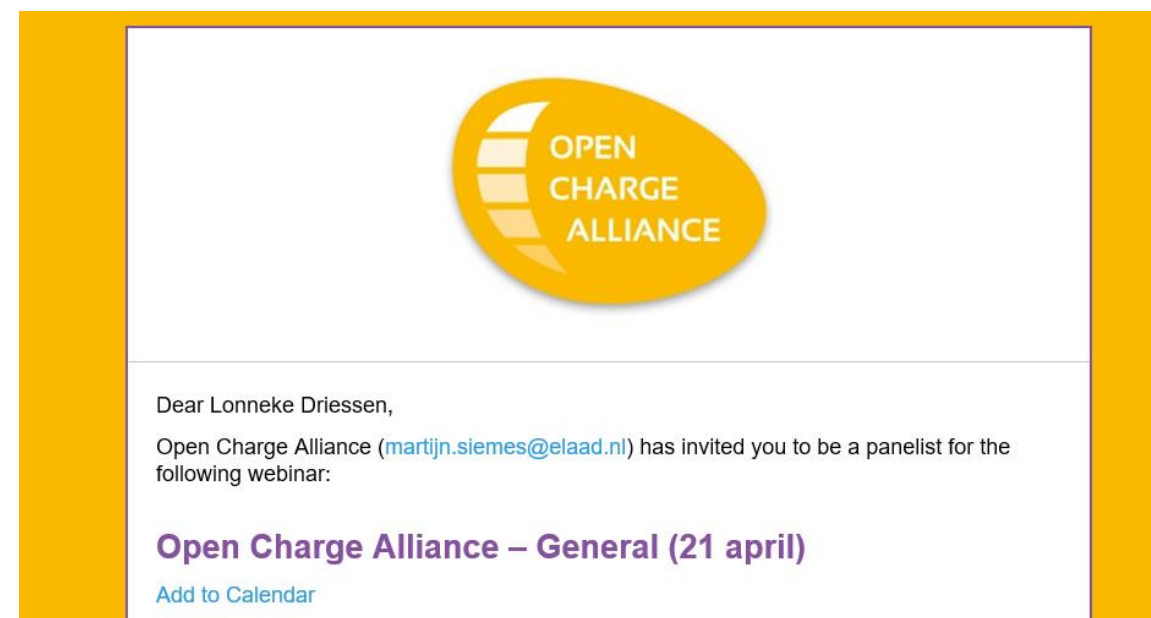 OPEN
CHARGE
ALLIANCE
Dear Lonneke Driessen,
Open Charge Alliance (martijn.siemes@elaad.nl) has invited you to be a panelist for the
following webinar:
Open Charge Alliance – General (21 april)
Add to Calendar